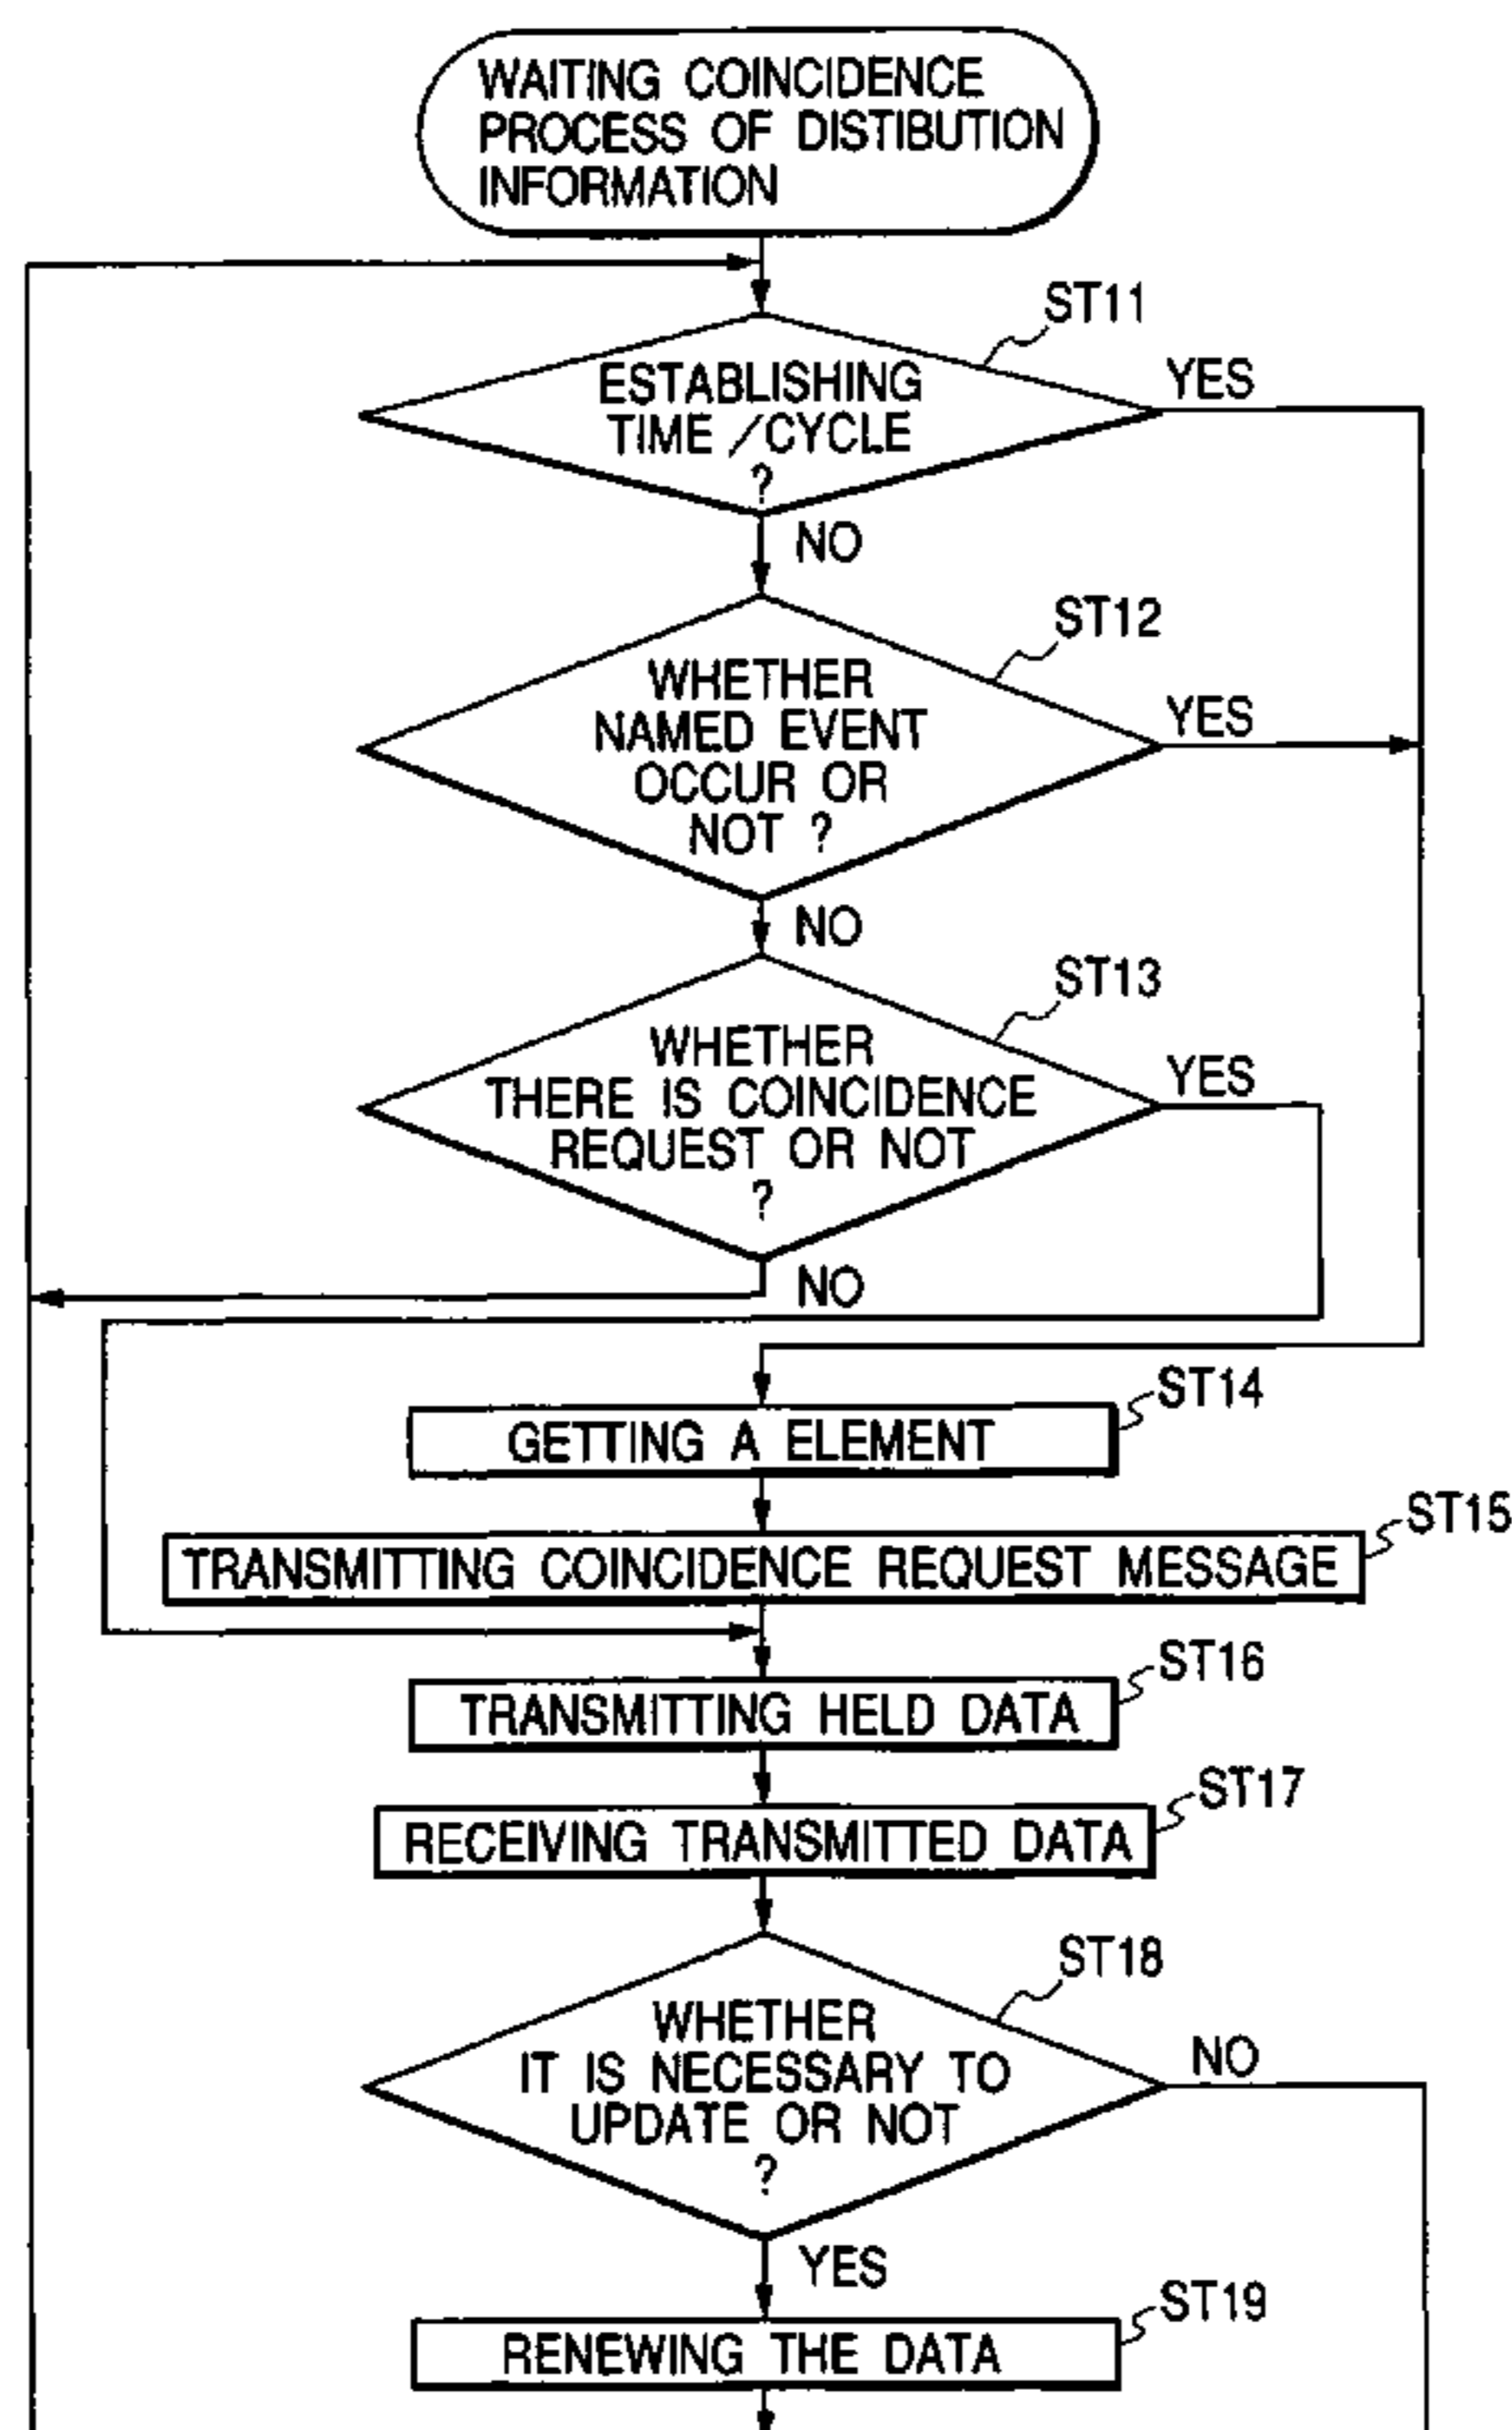 WAITING COINCIDENCE
PROCESS OF DISTIBUTION
INFORMATION
ST11
ESTABLISHING
TIME /CYCLE
?
YES
NO
ST12
WHETHER
NAMED EVENT
OCCUR OR
NOT ?
YES
NO
ST13
WHETHER
THERE IS COINCIDENCE
REQUEST OR NOT
?
YES
NO
ST14
GETTING A ELEMENT
ST15
TRANSMITTING COINCIDENCE REQUEST MESSAGE
ST16
TRANSMITTING HELD DATA
ST17
RECEIVING TRANSMITTED DATA
ST18
WHETHER
IT IS NECESSARY TO
UPDATE OR NOT
?
NO
YES
ST19
RENEWING THE DATA